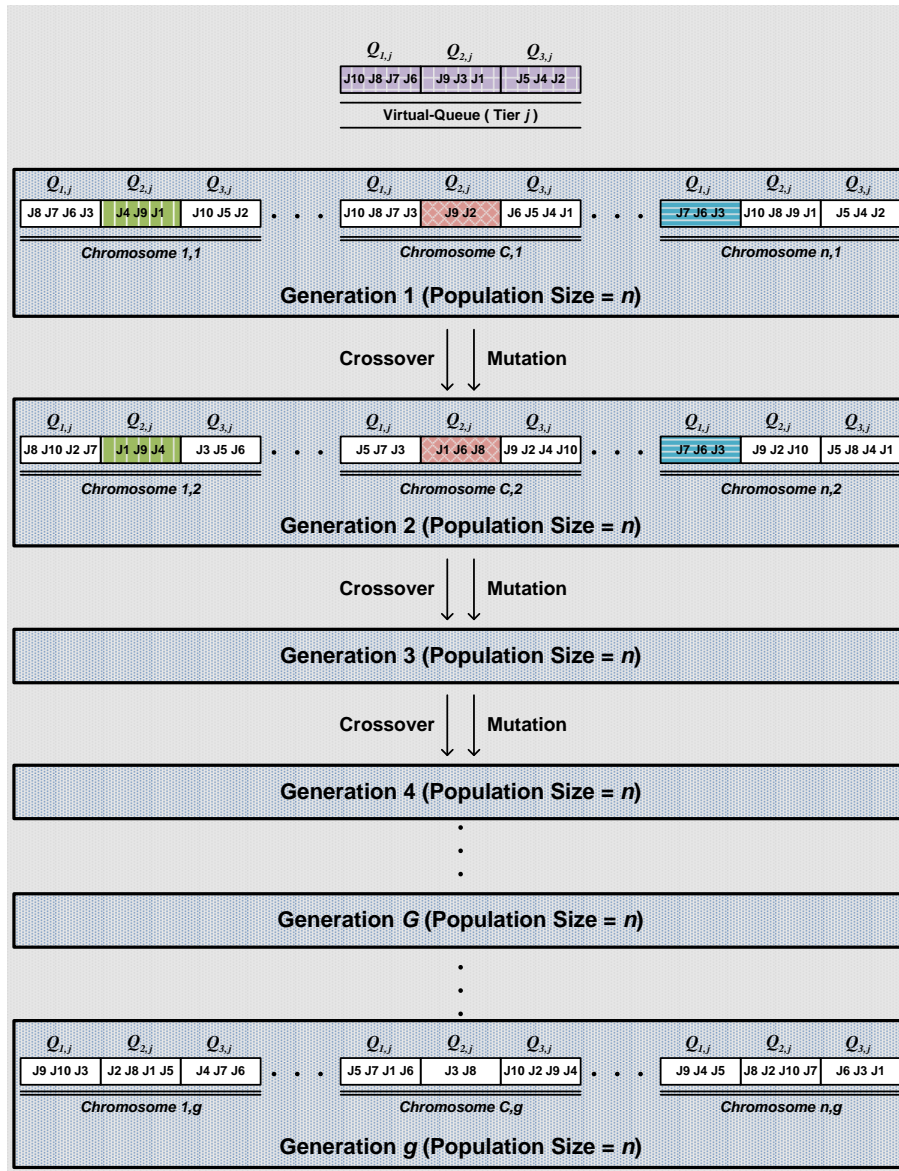 Q1,j Q2,j Q3,j
J10 J8 J7 J6 J9 J3 J1 J5 J4 J2
Virtual-Queue ( Tier j )
Q1,j Q2,j Q3,j Q1,j Q2,j Q3,j Q1,j Q2,j Q3,j
J8 J7 J6 J3 J4 J9 J1 J10 J5 J2 . . . J10 J8 J7 J3 J9 J2 J6 J5 J4 J1 . . . J7 J6 J3 J10 J8 J9 J1 J5 J4 J2
Chromosome 1,1 Chromosome C,1 Chromosome n,1
Generation 1 (Population Size = n)
Crossover Mutation
Q1,j Q2,j Q3,j Q1,j Q2,j Q3,j Q1,j Q2,j Q3,j
J8 J10 J2 J7 J1 J9 J4 J3 J5 J6 . . . J5 J7 J3 J1 J6 J8 J9 J2 J4 J10 . . . J7 J6 J3 J9 J2 J10 J5 J8 J4 J1
Chromosome 1,2 Chromosome C,2 Chromosome n,2
Generation 2 (Population Size = n)
Crossover Mutation
Generation 3 (Population Size = n)
Crossover Mutation
Generation 4 (Population Size = n)
.
.
.
Generation G (Population Size = n)
.
.
.
Q1,j Q2,j Q3,j Q1,j Q2,j Q3,j Q1,j Q2,j Q3,j
J9 J10 J3 J2 J8 J1 J5 J4 J7 J6 . . . J5 J7 J1 J6 J3 J8 J10 J2 J9 J4 . . . J9 J4 J5 J8 J2 J10 J7 J6 J3 J1
Chromosome 1,g Chromosome C,g Chromosome n,g
Generation g (Population Size = n)